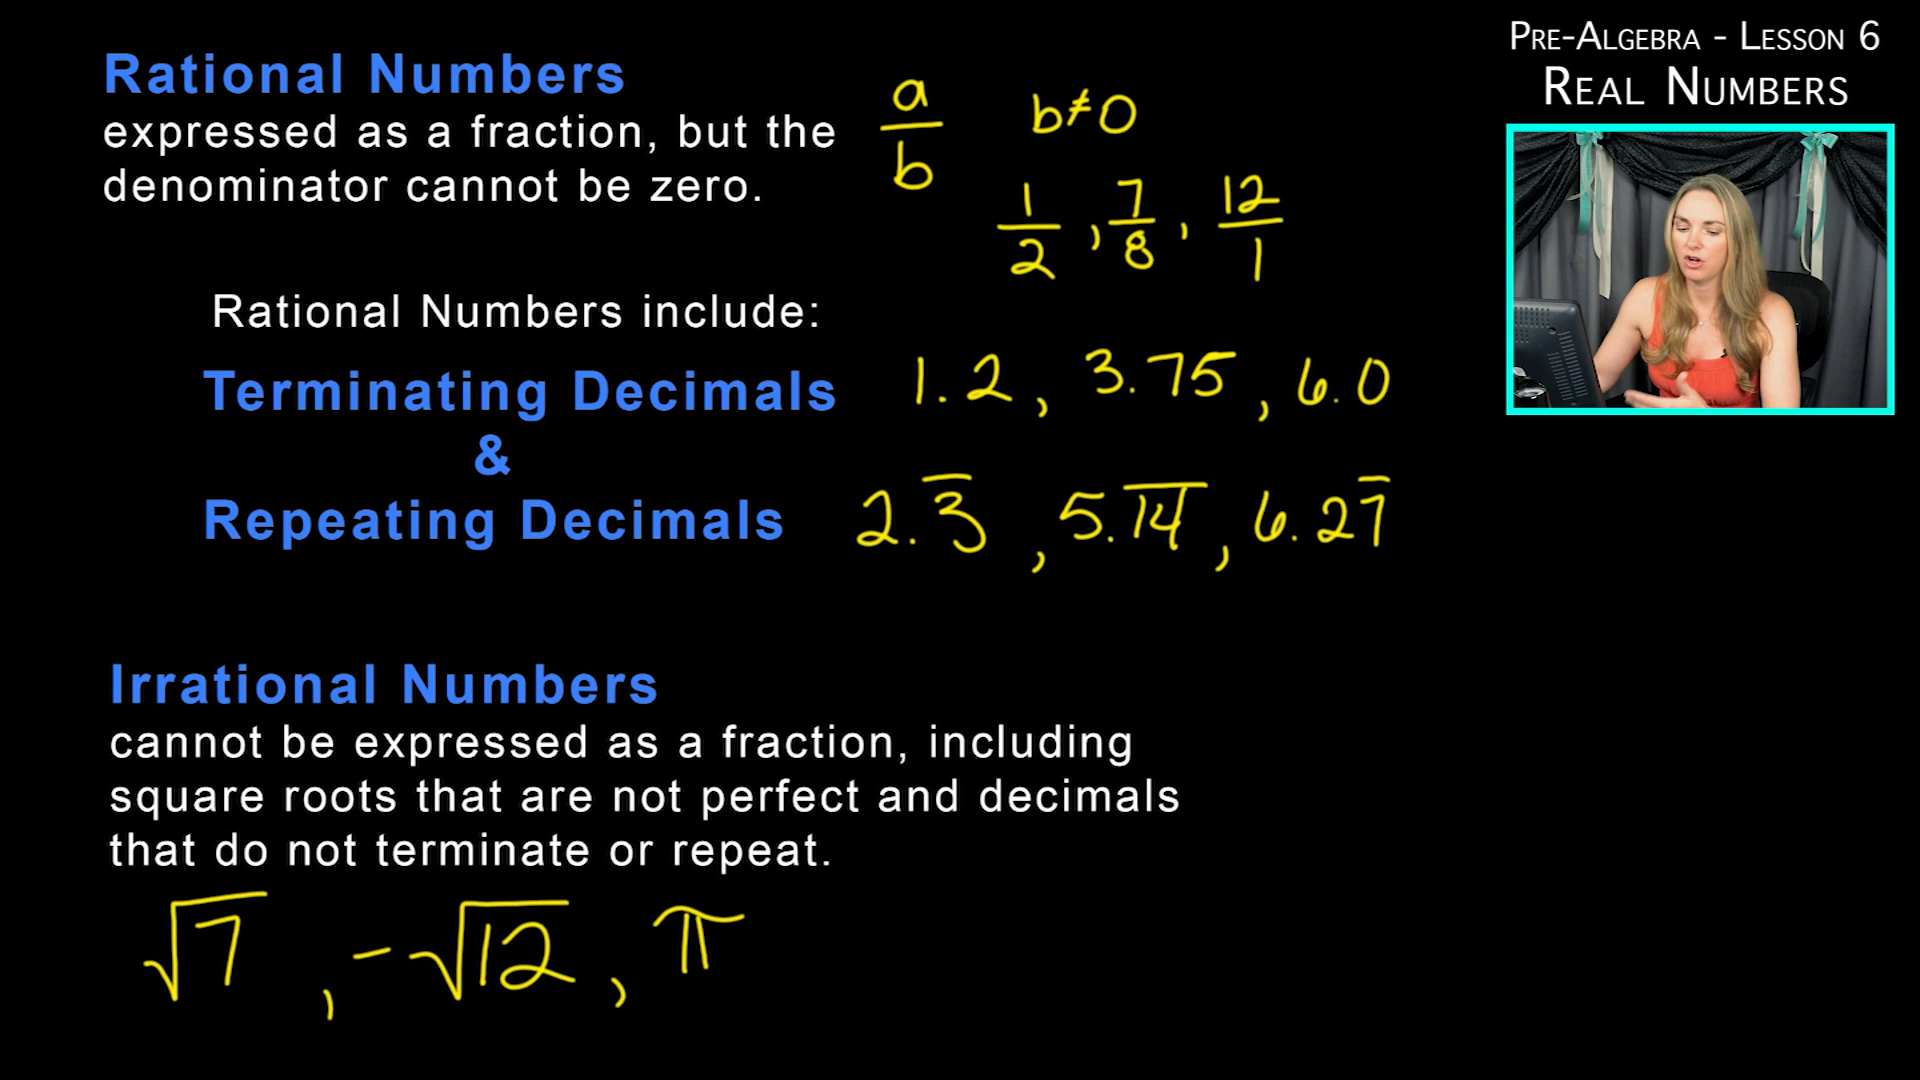 PRE-ALGEBRA - LESSON 6
REAL NUMBERS
Rational Numbers
expressed as a fraction, but the
denominator cannot be zero.
a/b b≠0
1/2, 7/8, 12/1
Rational Numbers include:
Terminating Decimals 1.2, 3.75, 6.0
&
Repeating Decimals 2.3̅, 5.1̅4̅, 6.27̅
Irrational Numbers
cannot be expressed as a fraction, including
square roots that are not perfect and decimals
that do not terminate or repeat.
√7, -√12, π